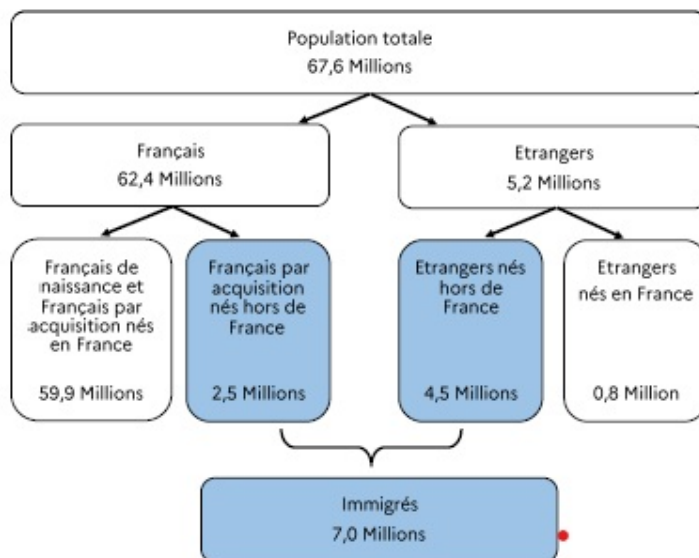 Population totale
67,6 Millions
Français
62,4 Millions
Etrangers
5,2 Millions
Français de
naissance et
Français par
acquisition nés
en France
59,9 Millions
Français par
acquisition
nés hors de
France
2,5 Millions
Etrangers nés
hors de
France
4,5 Millions
Etrangers
nés en France
0,8 Million
Immigrés
7,0 Millions